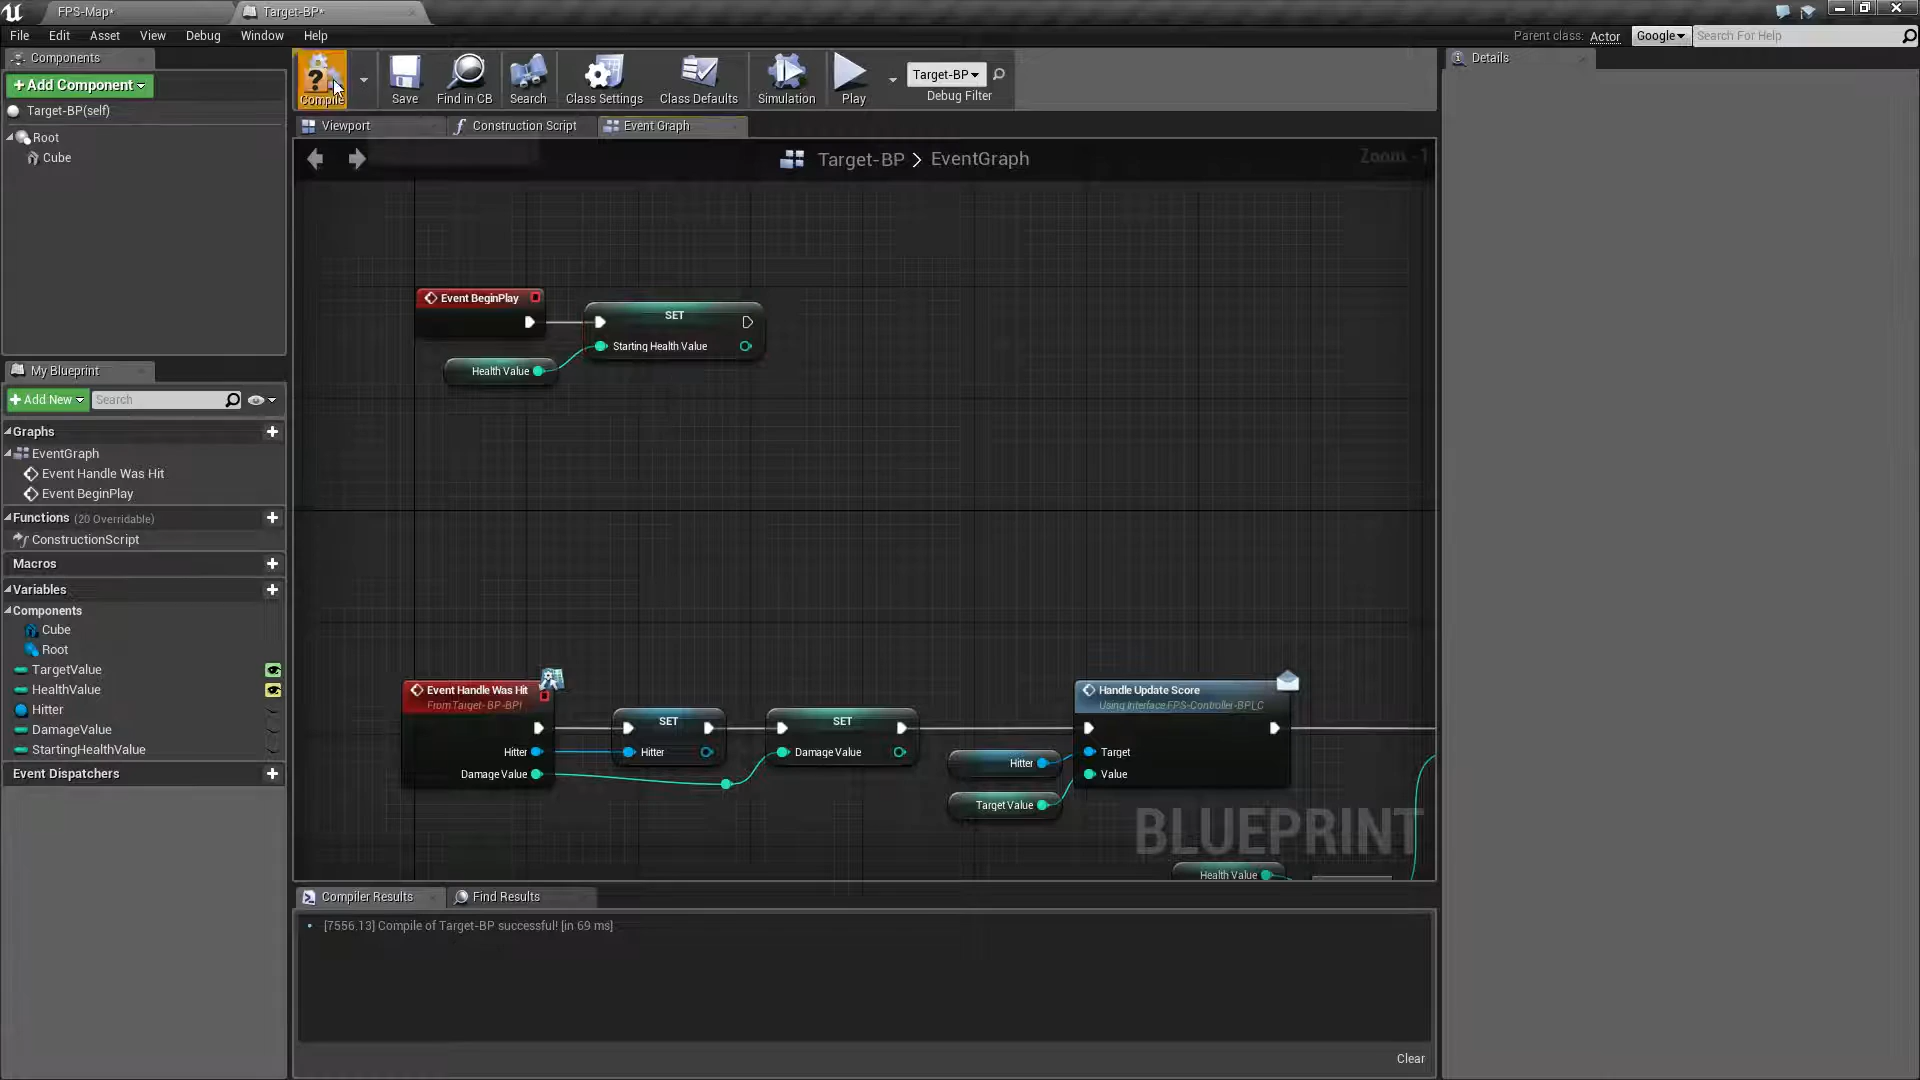 FPS-Map*
Target-BP*
File Edit Asset View Debug Window Help
Parent class: Actor
Google
Search For Help
Components
+Add Component
Target-BP(self)
Root
Cube
Compile
Save
Find in CB
Search
Class Settings
Class Defaults
Simulation
Play
Target-BP
Debug Filter
Details
Viewport
Construction Script
Event Graph
Target-BP > EventGraph
Zoom -1
Event BeginPlay
SET
Starting Health Value
Health Value
My Blueprint
+Add New
Search
Graphs
EventGraph
Event Handle Was Hit
Event BeginPlay
Functions (20 Overridable)
ConstructionScript
Macros
Variables
Components
Cube
Root
TargetValue
HealthValue
Hitter
DamageValue
StartingHealthValue
Event Dispatchers
Event Handle Was Hit
From Target-BP-BPI
Hitter
Damage Value
SET
Hitter
SET
Damage Value
Hitter
Target Value
Handle Update Score
Using Interface FPS-Controller-BPI_C
Target
Value
Health Value
BLUEPRINT
Compiler Results
Find Results
[7556.13] Compile of Target-BP successful! [in 69 ms]
Clear